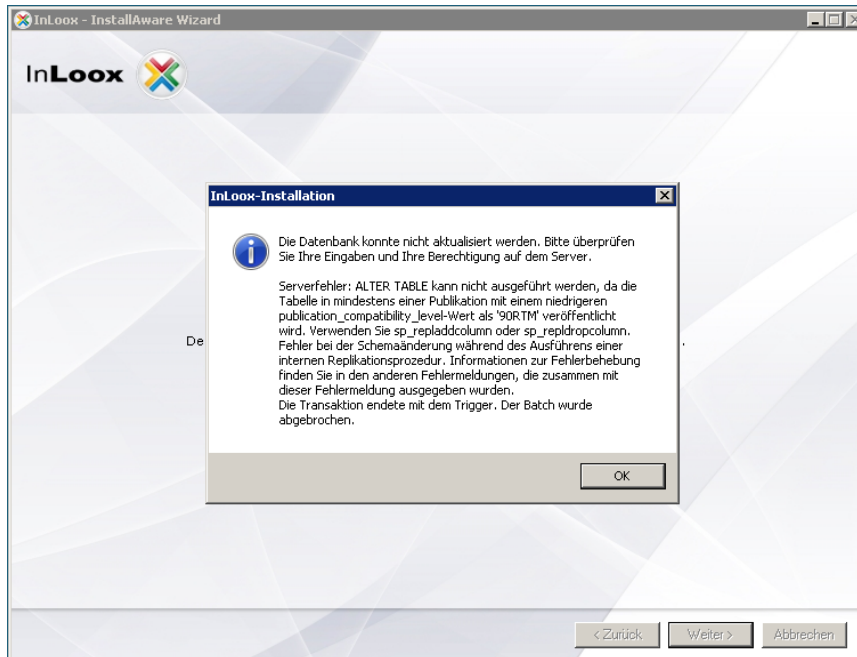 InLoox - InstallAware Wizard
InLoox
InLoox-Installation
Die Datenbank konnte nicht aktualisiert werden. Bitte überprüfen
Sie Ihre Eingaben und Ihre Berechtigung auf dem Server.
Serverfehler: ALTER TABLE kann nicht ausgeführt werden, da die
Tabelle in mindestens einer Publikation mit einem niedrigeren
publication_compatibility_level-Wert als '90RTM' veröffentlicht
wird. Verwenden Sie sp_repladdcolumn oder sp_repldropcolumn.
Fehler bei der Schemaänderung während des Ausführens einer
internen Replikationsprozedur. Informationen zur Fehlerbehebung
finden Sie in den anderen Fehlermeldungen, die zusammen mit
dieser Fehlermeldung ausgegeben wurden.
Die Transaktion endete mit dem Trigger. Der Batch wurde
abgebrochen.
De
.
OK
< Zurück
Weiter >
Abbrechen